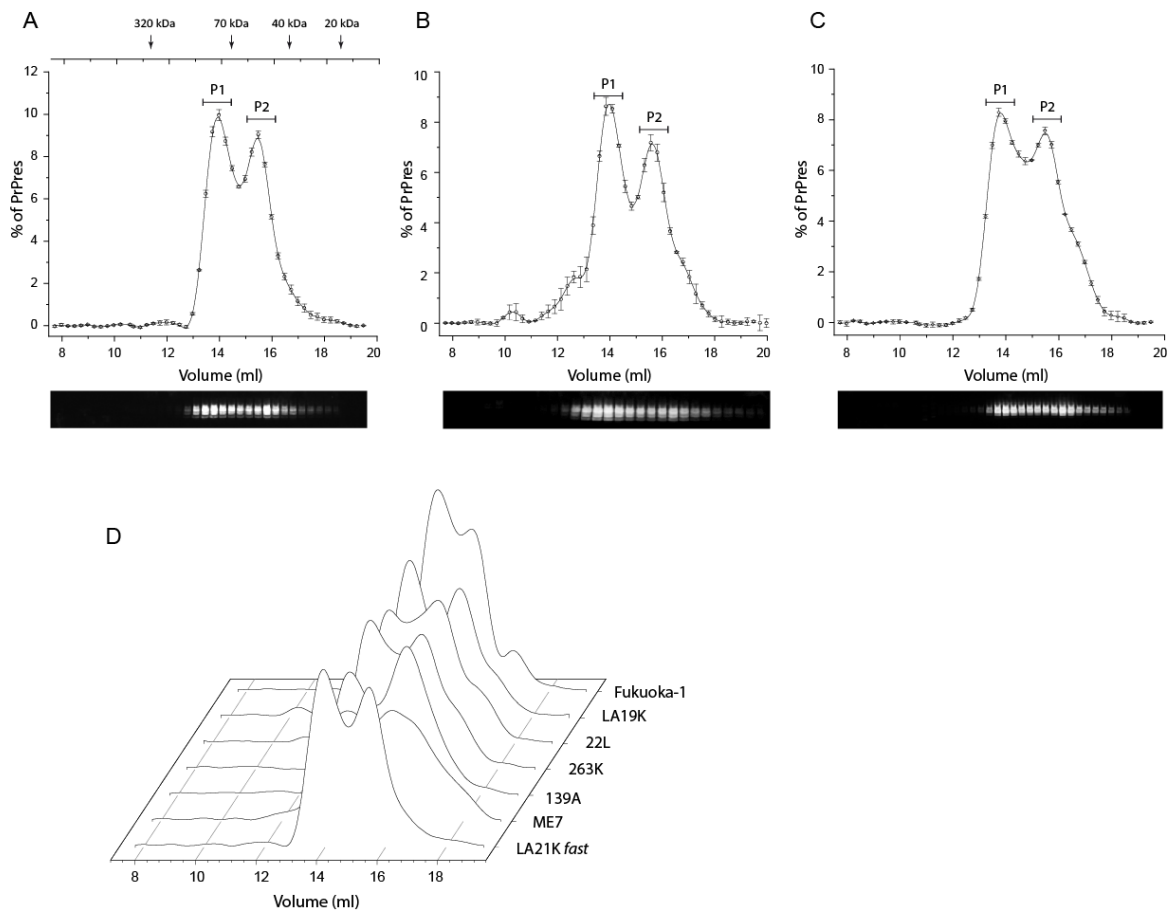 A
320 kDa 70 kDa 40 kDa 20 kDa
% of PrPres
12
10
8
6
4
2
0
P1
P2
8 10 12 14 16 18 20
Volume (ml)
B
% of PrPres
10
8
6
4
2
0
P1
P2
8 10 12 14 16 18 20
Volume (ml)
C
% of PrPres
10
8
6
4
2
0
P1
P2
8 10 12 14 16 18 20
Volume (ml)
D
Fukuoka-1
LA19K
22L
263K
139A
ME7
LA21K fast
8 10 12 14 16 18
Volume (ml)